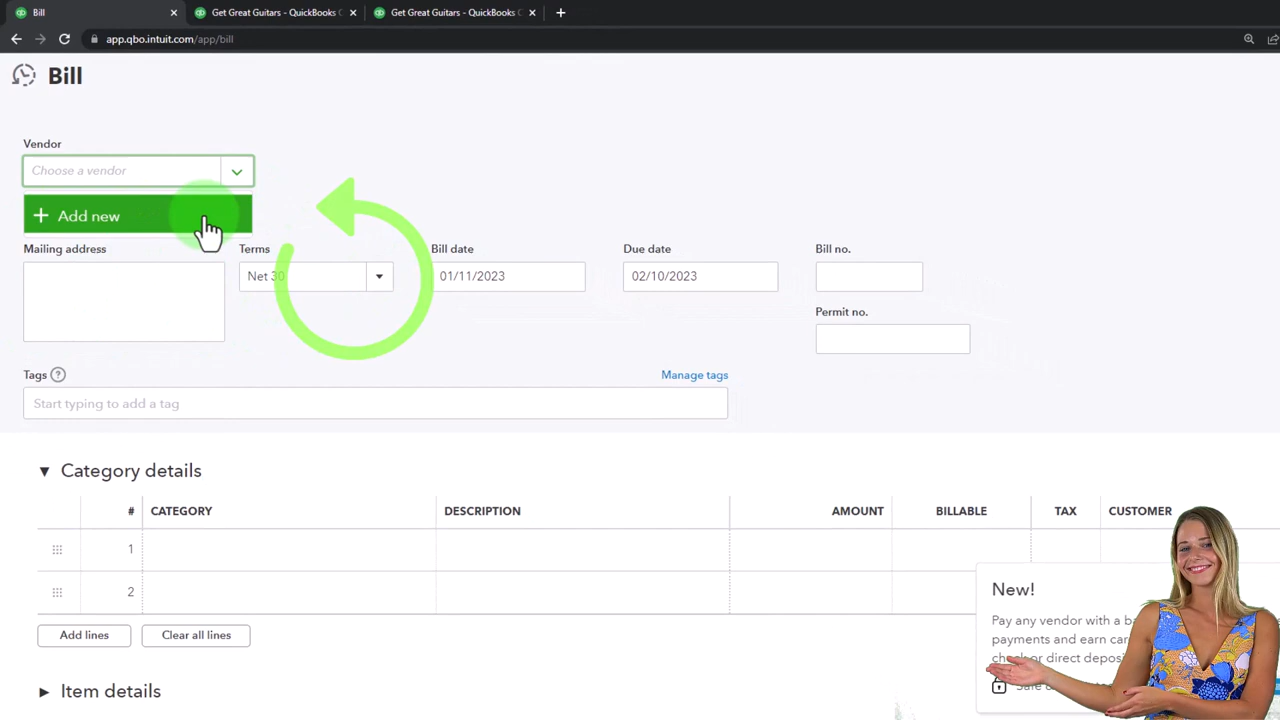 Bill
Get Great Guitars - QuickBooks
Get Great Guitars - QuickBooks
app.qbo.intuit.com/app/bill
Bill
Vendor
Choose a vendor
+ Add new
Mailing address
Terms
Bill date
Due date
Bill no.
Net 30
01/11/2023
02/10/2023
Permit no.
Tags ?
Manage tags
Start typing to add a tag
Category details
# CATEGORY DESCRIPTION AMOUNT BILLABLE TAX CUSTOMER
1
2
New!
Pay any vendor with a
payments and earn
check or direct
Add lines
Clear all lines
Item details